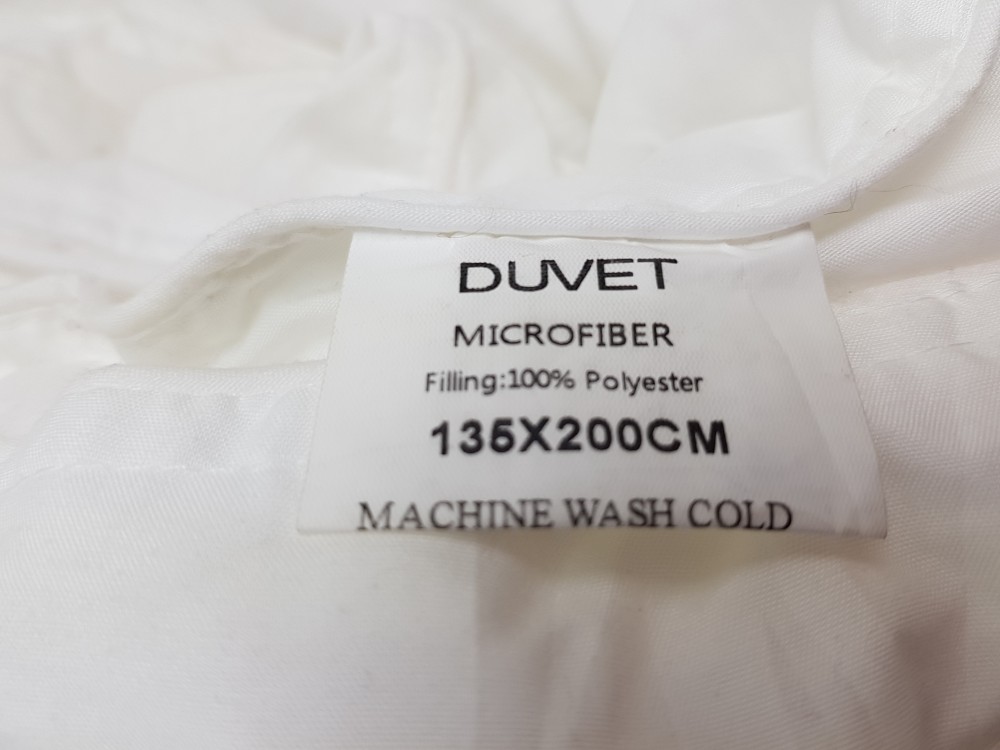 DUVET
MICROFIBER
Filling:100% Polyester
135X200CM
MACHINE WASH COLD